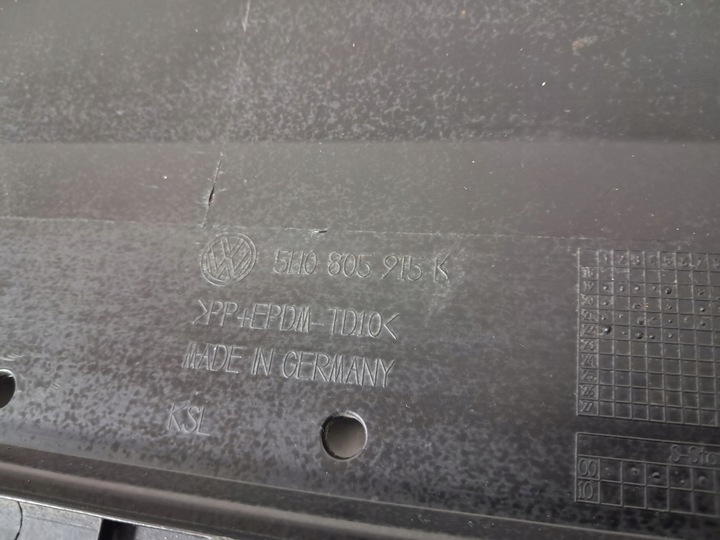 5H0 805 915 K
>PP+EPDM-TD10<
MADE IN GERMANY
KSL